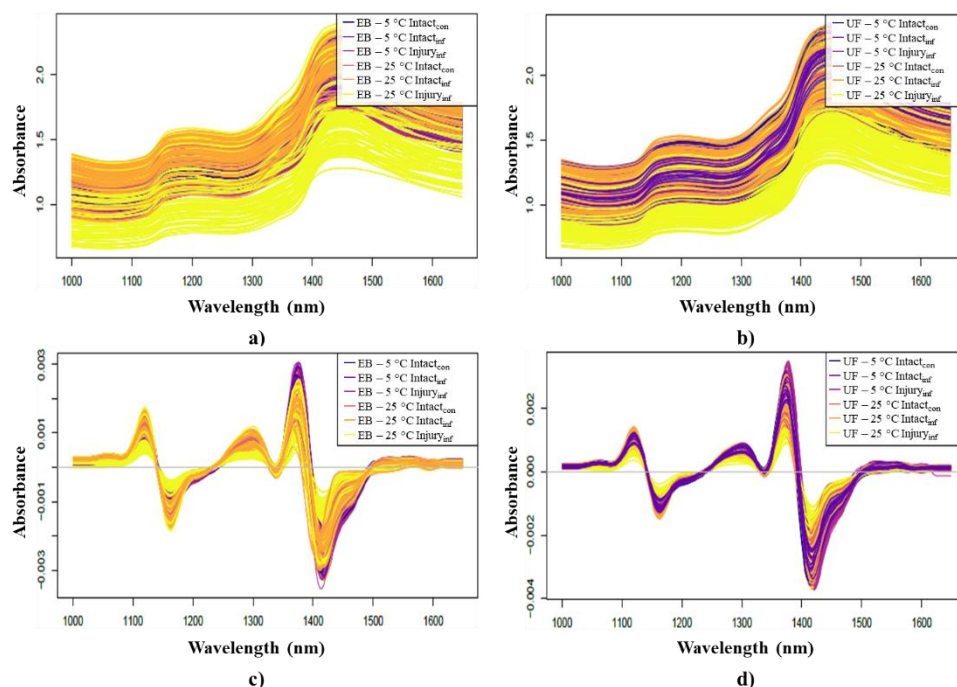 EB – 5 °C Intactcon
EB – 5 °C Intactinf
EB – 5 °C Injuryinf
EB – 25 °C Intactcon
EB – 25 °C Intactinf
EB – 25 °C Injuryinf
Absorbance
2.0
1.5
1.0
1000 1100 1200 1300 1400 1500 1600
Wavelength (nm)
a)
UF – 5 °C Intactcon
UF – 5 °C Intactinf
UF – 5 °C Injuryinf
UF – 25 °C Intactcon
UF – 25 °C Intactinf
UF – 25 °C Injuryinf
Absorbance
2.0
1.5
1.0
1000 1100 1200 1300 1400 1500 1600
Wavelength (nm)
b)
EB – 5 °C Intactcon
EB – 5 °C Intactinf
EB – 5 °C Injuryinf
EB – 25 °C Intactcon
EB – 25 °C Intactinf
EB – 25 °C Injuryinf
Absorbance
0.003
0.001
-0.001
-0.003
1000 1100 1200 1300 1400 1500 1600
Wavelength (nm)
c)
UF – 5 °C Intactcon
UF – 5 °C Intactinf
UF – 5 °C Injuryinf
UF – 25 °C Intactcon
UF – 25 °C Intactinf
UF – 25 °C Injuryinf
Absorbance
0.002
0.000
-0.002
-0.004
1000 1100 1200 1300 1400 1500 1600
Wavelength (nm)
d)